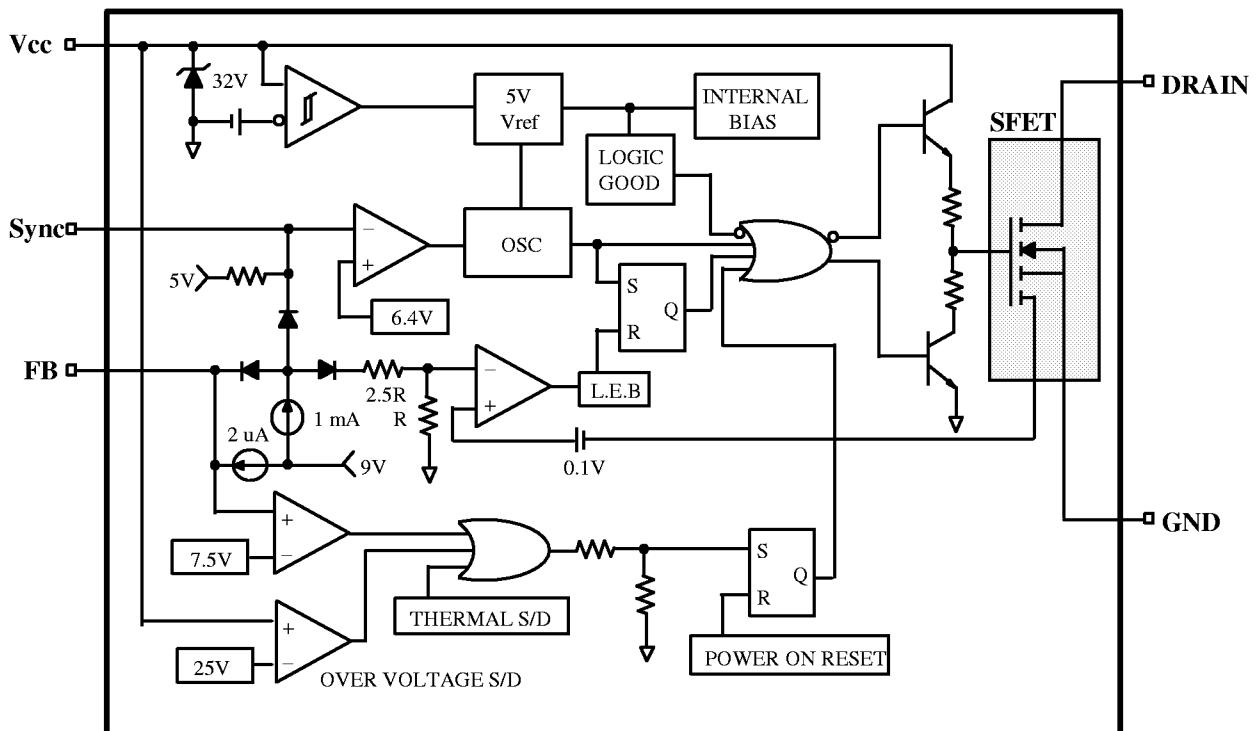 Vcc
32V
5V
Vref
INTERNAL
BIAS
DRAIN
SFET
LOGIC
GOOD
Sync
−
+
OSC
5V
6.4V
S
Q
R
FB
2.5R
R
−
+
L.E.B
1 mA
2 uA
9V
0.1V
GND
+
−
7.5V
S
Q
R
THERMAL S/D
POWER ON RESET
+
−
25V
OVER VOLTAGE S/D